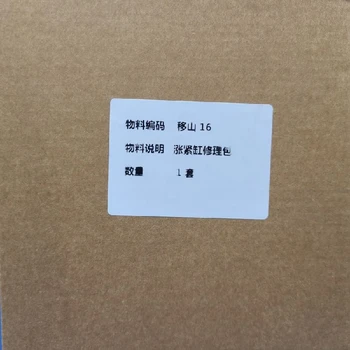 物料编码 移山 16
物料说明 涨紧缸修理包
数量 1 套